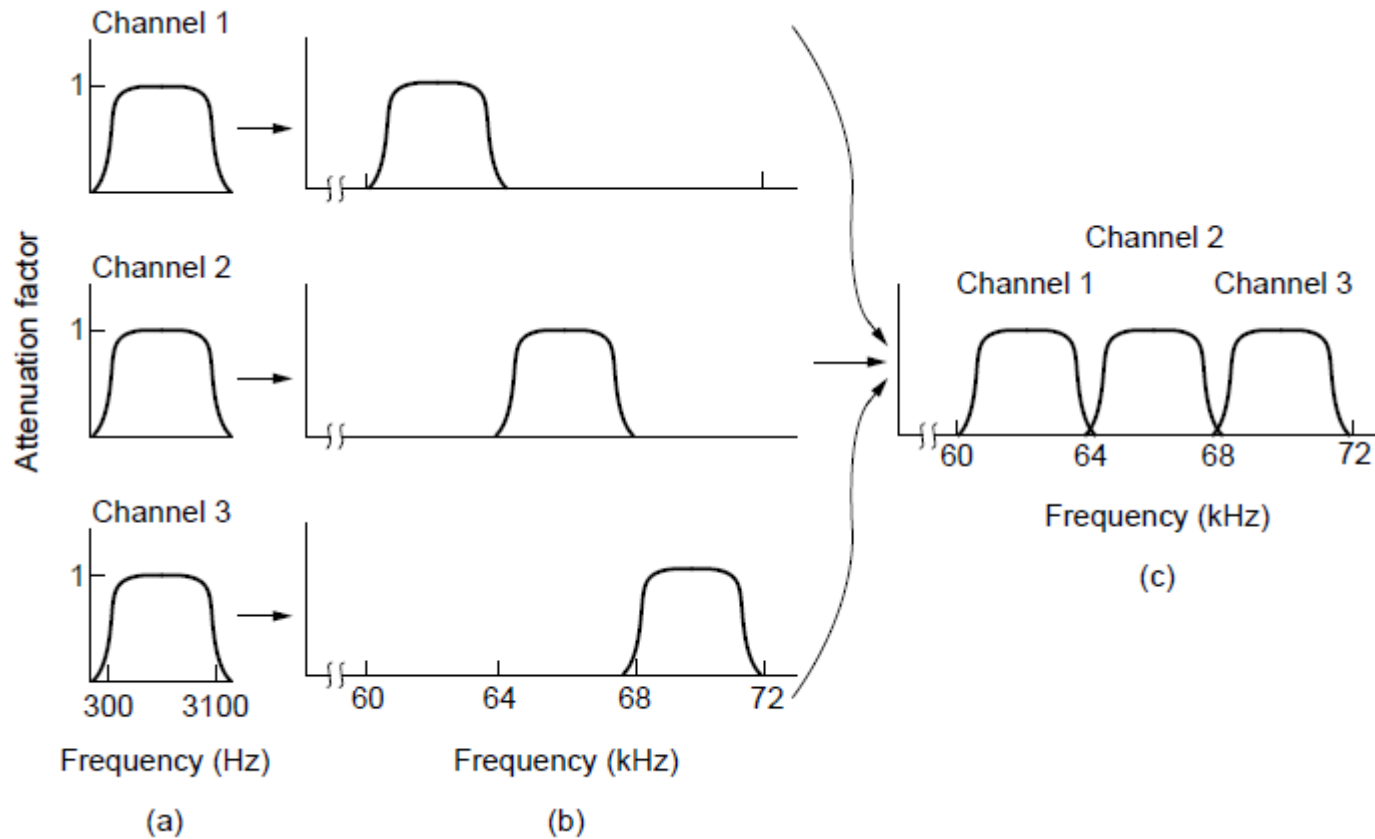 Channel 1
1
Attenuation factor
Channel 2
1
Channel 3
1
300 3100
Frequency (Hz)
(a)
60 64 68 72
Frequency (kHz)
(b)
Channel 2
Channel 1 Channel 3
60 64 68 72
Frequency (kHz)
(c)